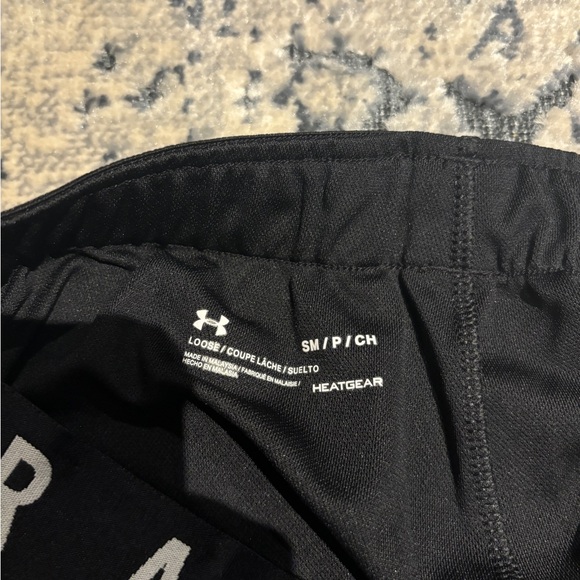 SM / P / CH
LOOSE / COUPE LÂCHE / SUELTO
MADE IN MALAYSIA / FABRIQUÉ EN MALAISIE /
HECHO EN MALASIA
HEATGEAR
R
A